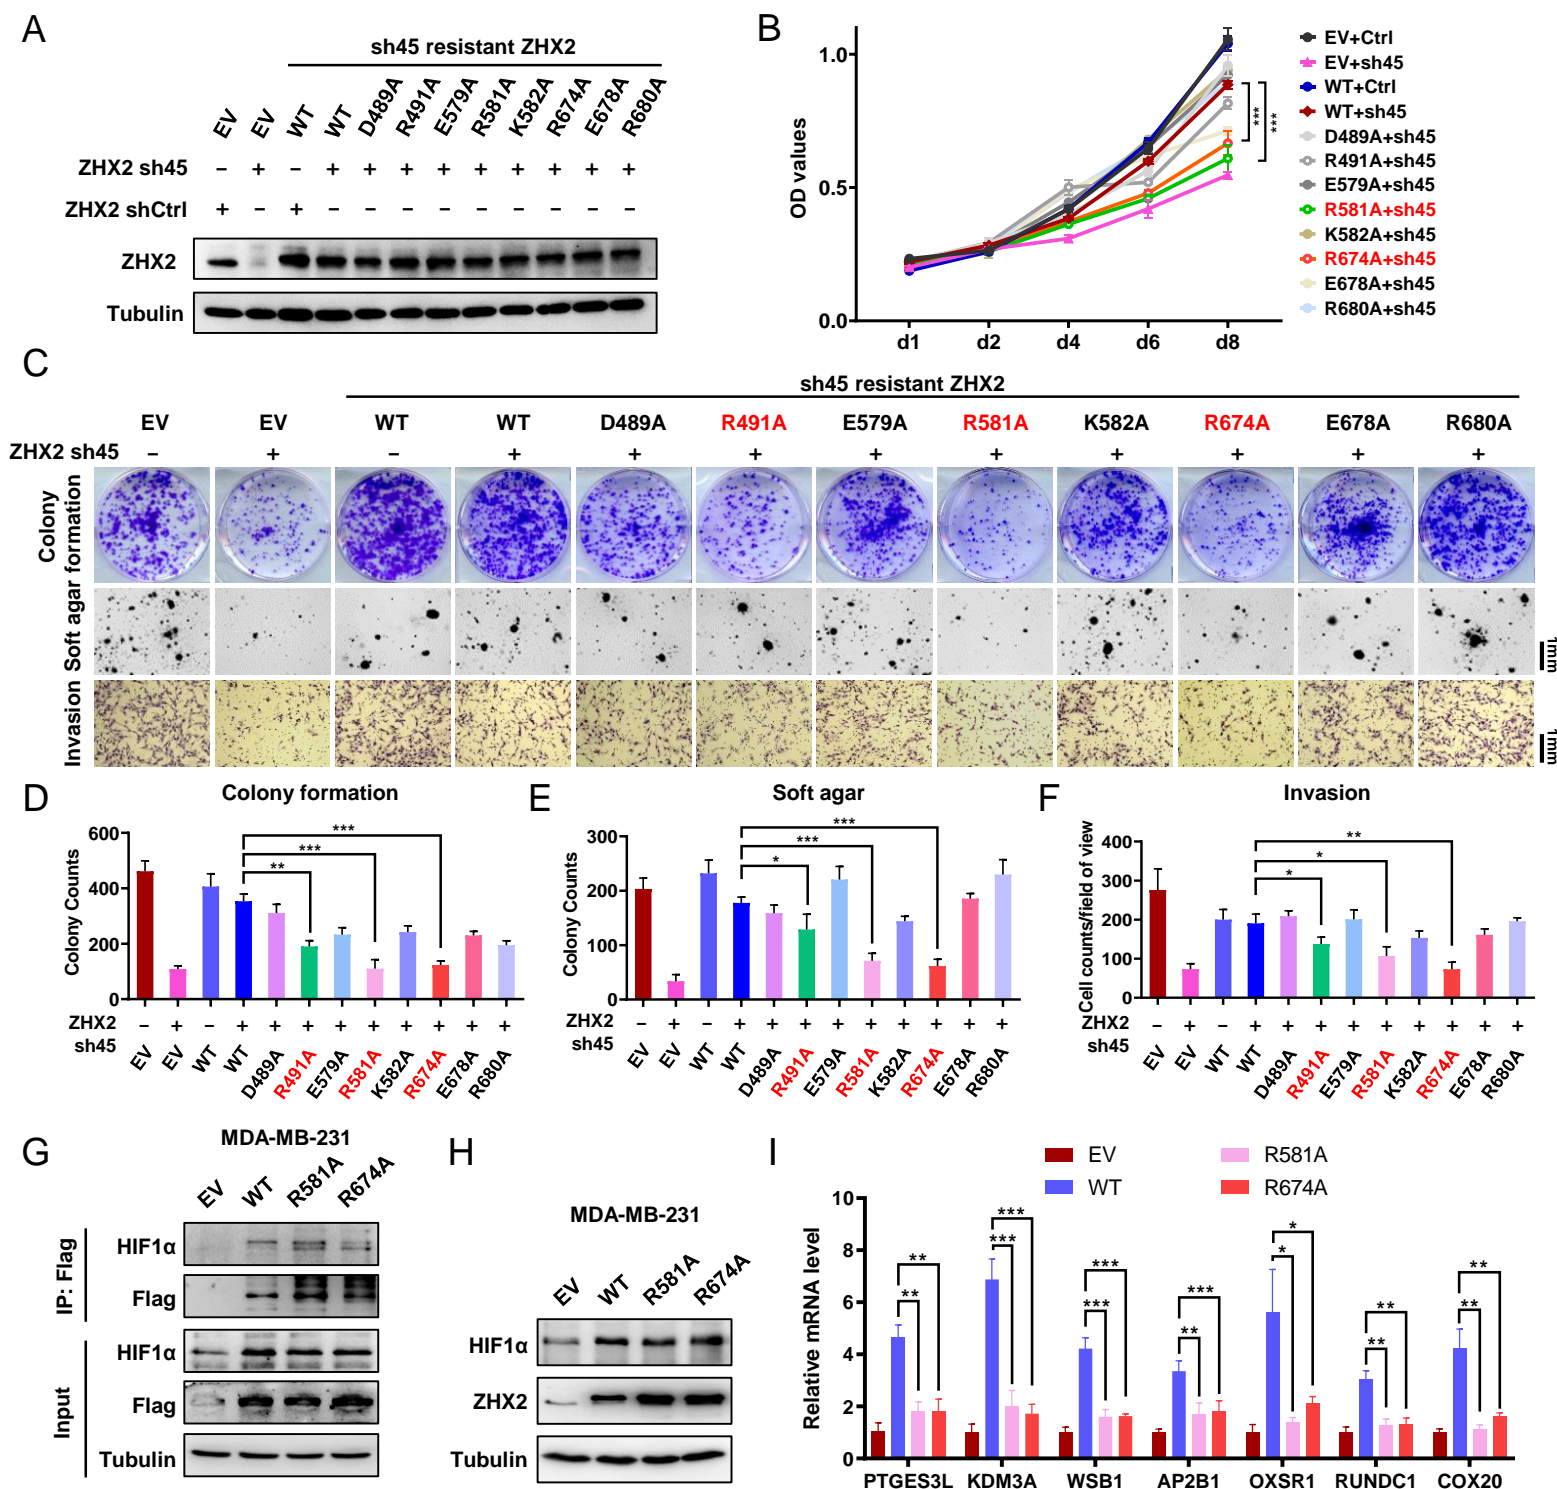 A
sh45 resistant ZHX2
EV EV WT WT D489A R491A E579A R581A K582A R674A E678A R680A
ZHX2 sh45 – + – + + + + + + + + +
ZHX2 shCtrl + – + – – – – – – – – –
ZHX2
Tubulin
B
OD values
1.0
0.5
0.0
d1 d2 d4 d6 d8
***
***
EV+Ctrl
EV+sh45
WT+Ctrl
WT+sh45
D489A+sh45
R491A+sh45
E579A+sh45
R581A+sh45
K582A+sh45
R674A+sh45
E678A+sh45
R680A+sh45
C
sh45 resistant ZHX2
EV EV WT WT D489A R491A E579A R581A K582A R674A E678A R680A
ZHX2 sh45 – + – + + + + + + + + +
Colony formation
Soft agar
Invasion
1mm
1mm
D
Colony formation
Colony Counts
600
400
200
0
** *** ***
ZHX2 sh45 – + – + + + + + + + + +
EV EV WT WT D489A R491A E579A R581A K582A R674A E678A R680A
E
Soft agar
Colony Counts
300
200
100
0
* *** ***
ZHX2 sh45 – + – + + + + + + + + +
EV EV WT WT D489A R491A E579A R581A K582A R674A E678A R680A
F
Invasion
Cell counts/field of view
400
300
200
100
0
* * **
ZHX2 sh45 – + – + + + + + + + + +
EV EV WT WT D489A R491A E579A R581A K582A R674A E678A R680A
G
MDA-MB-231
EV WT R581A R674A
IP: Flag
HIF1α
Flag
Input
HIF1α
Flag
Tubulin
H
MDA-MB-231
EV WT R581A R674A
HIF1α
ZHX2
Tubulin
I
EV
WT
R581A
R674A
Relative mRNA level
10
8
6
4
2
0
** **
*** ***
*** ***
** ***
* *
** **
** **
PTGES3L KDM3A WSB1 AP2B1 OXSR1 RUNDC1 COX20